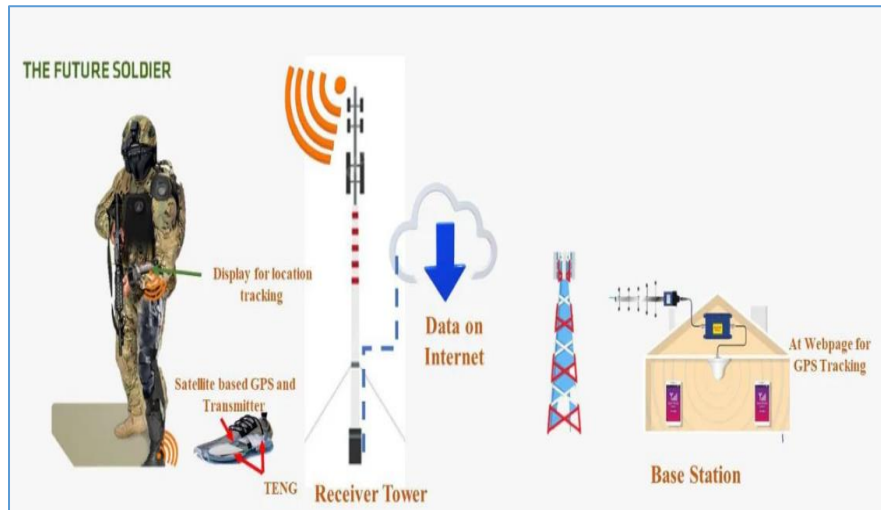 THE FUTURE SOLDIER
Display for location
tracking
Satellite based GPS and
Transmitter
TENG
Receiver Tower
Data on
Internet
At Webpage for
GPS Tracking
Base Station